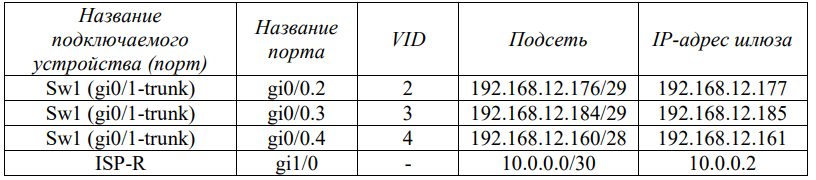 Название подключаемого устройства (порт) Название порта VID Подсеть IP-адрес шлюза
Sw1 (gi0/1-trunk) gi0/0.2 2 192.168.12.176/29 192.168.12.177
Sw1 (gi0/1-trunk) gi0/0.3 3 192.168.12.184/29 192.168.12.185
Sw1 (gi0/1-trunk) gi0/0.4 4 192.168.12.160/28 192.168.12.161
ISP-R gi1/0 - 10.0.0.0/30 10.0.0.2